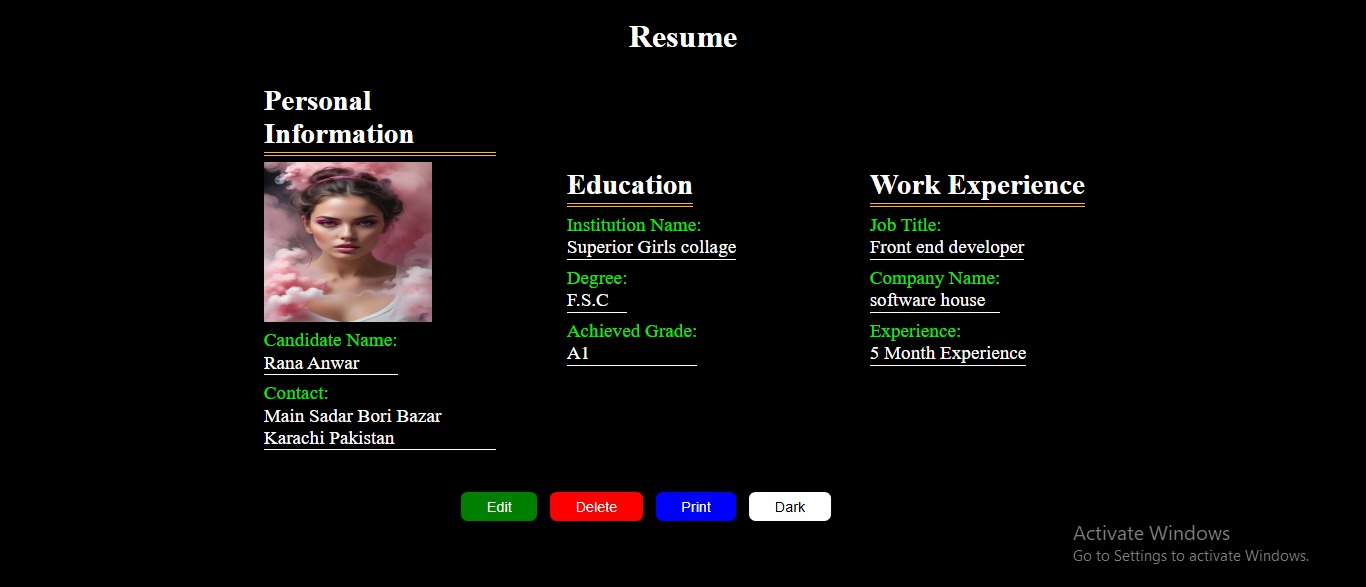 Resume
Personal
Information
Candidate Name:
Rana Anwar
Contact:
Main Sadar Bori Bazar
Karachi Pakistan
Education
Institution Name:
Superior Girls collage
Degree:
F.S.C
Achieved Grade:
A1
Work Experience
Job Title:
Front end developer
Company Name:
software house
Experience:
5 Month Experience
Edit
Delete
Print
Dark
Activate Windows
Go to Settings to activate Windows.